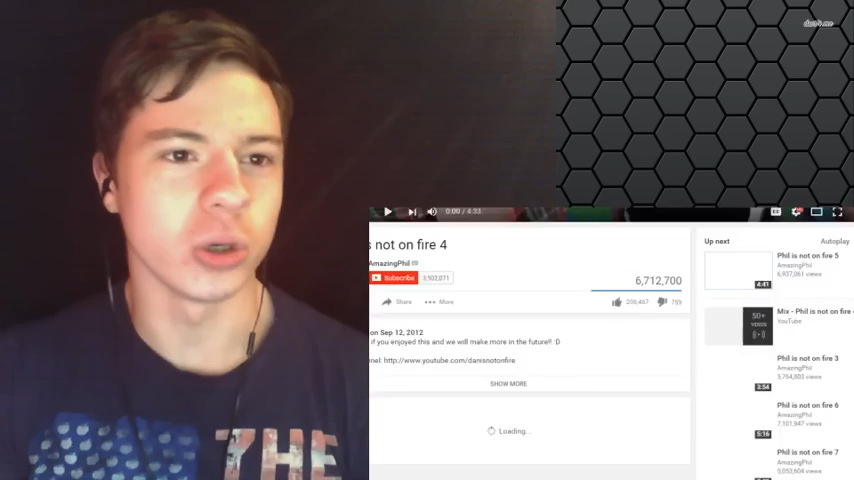 0:00 / 4:33
s not on fire 4
AmazingPhil
Subscribe 3,502,071
6,712,700
Share More
799
on Sep 12, 2012
if you enjoyed this and we will make more in the future!! :D
nel: http://www.youtube.com/danisnotonfire
SHOW MORE
Loading...
Up next Autoplay
Phil is not on fire 5
AmazingPhil
6,937,061 views
4:41
Mix - Phil is not on fire
YouTube
50+
VIDEOS
Phil is not on fire 3
AmazingPhil
3:54
Phil is not on fire 6
AmazingPhil
7,101,947 views
5:16
Phil is not on fire 7
AmazingPhil
5,053,604 views
THE